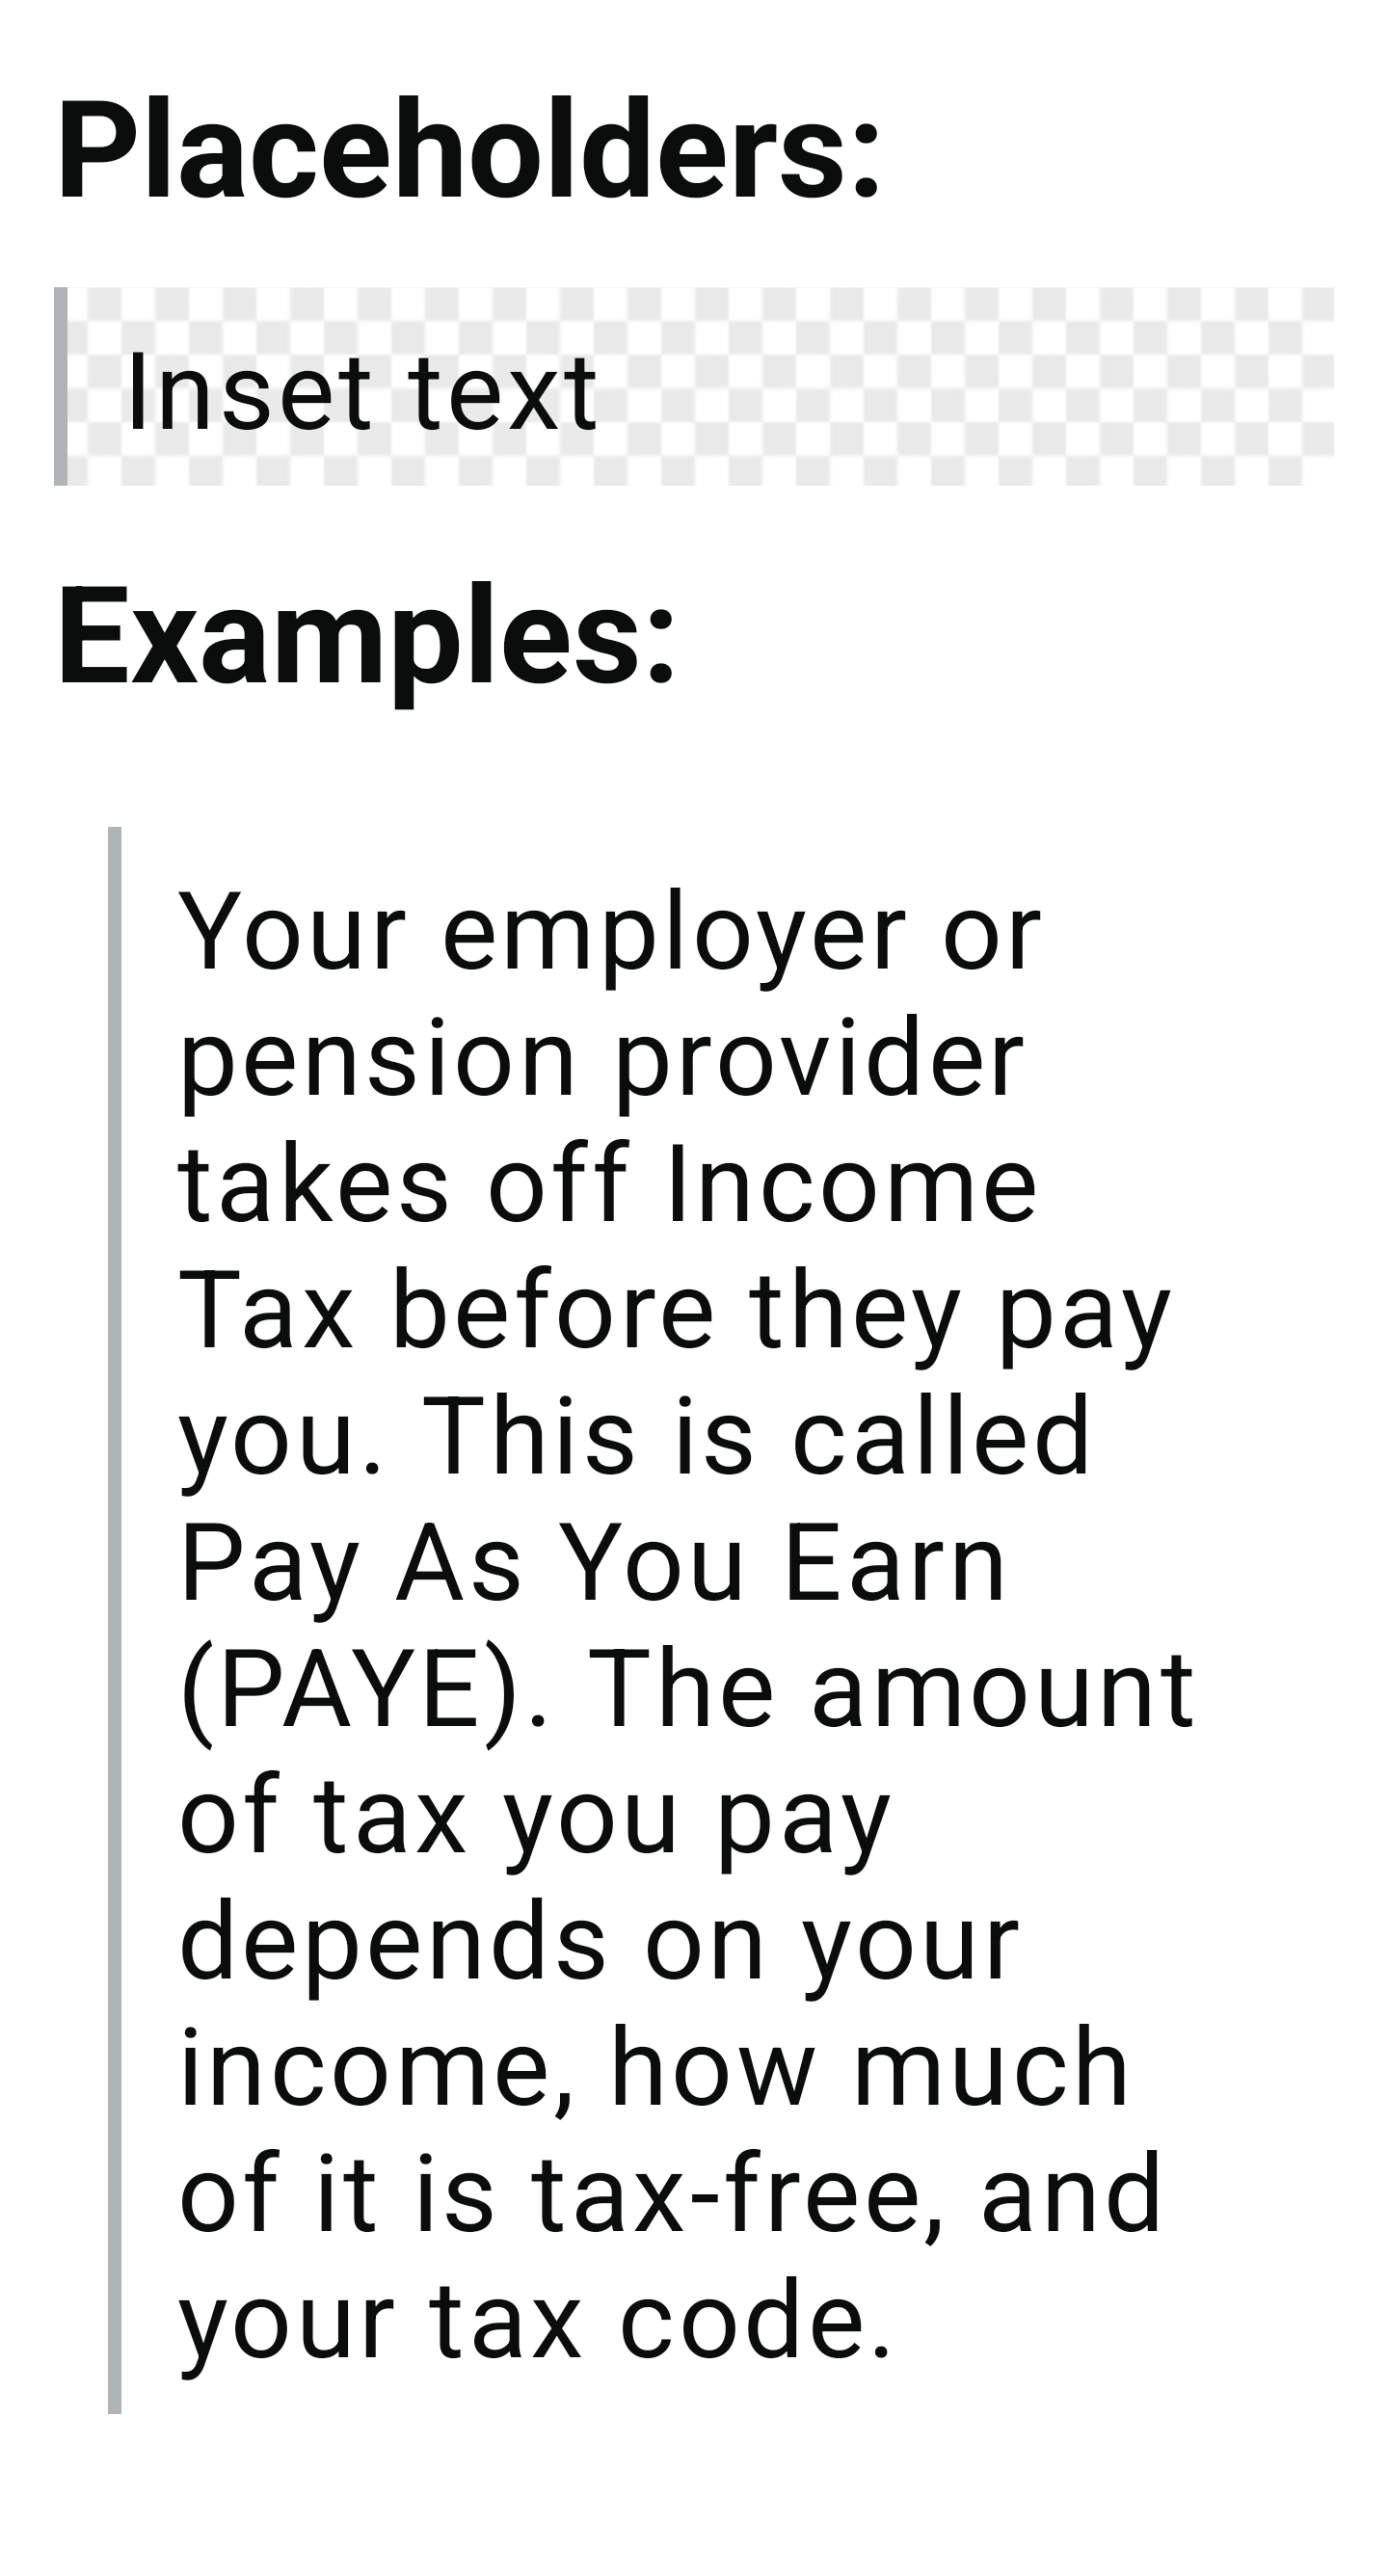 Placeholders:
Inset text
Examples:
Your employer or
pension provider
takes off Income
Tax before they pay
you. This is called
Pay As You Earn
(PAYE). The amount
of tax you pay
depends on your
income, how much
of it is tax-free, and
your tax code.